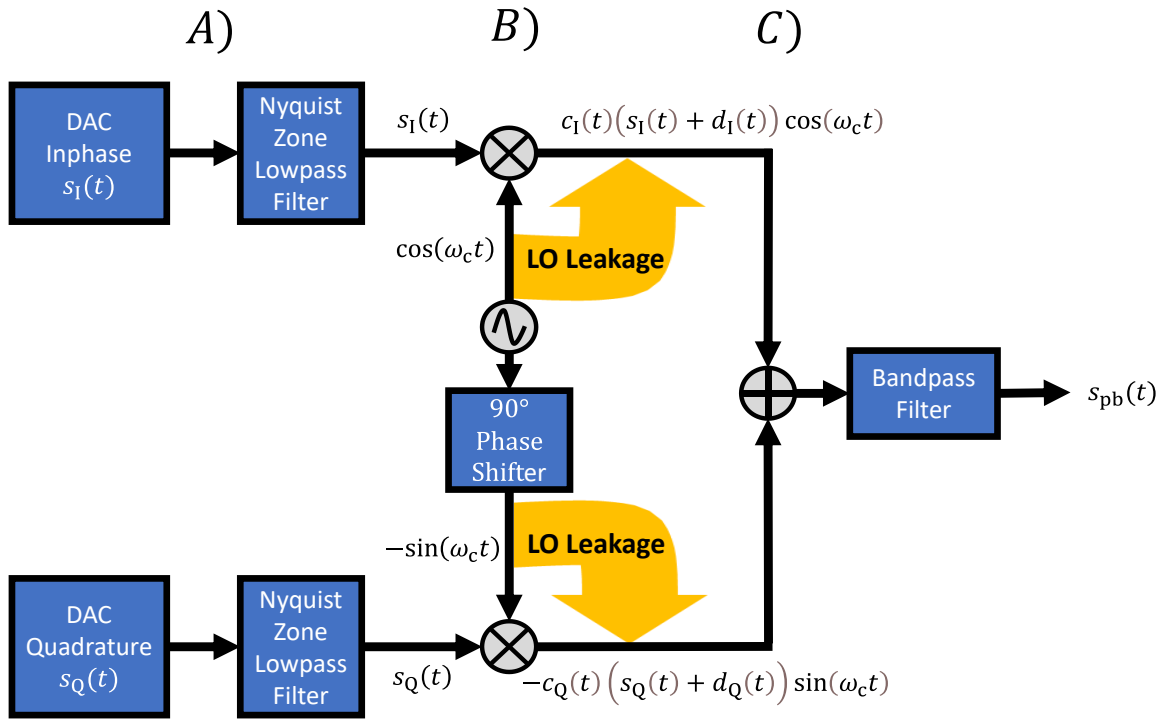 A)
B)
C)
DAC
Inphase
s_I(t)
Nyquist
Zone
Lowpass
Filter
s_I(t)
c_I(t)(s_I(t) + d_I(t)) cos(ω_c t)
cos(ω_c t)
LO Leakage
90°
Phase
Shifter
Bandpass
Filter
s_pb(t)
−sin(ω_c t)
LO Leakage
DAC
Quadrature
s_Q(t)
Nyquist
Zone
Lowpass
Filter
s_Q(t)
−c_Q(t) (s_Q(t) + d_Q(t)) sin(ω_c t)